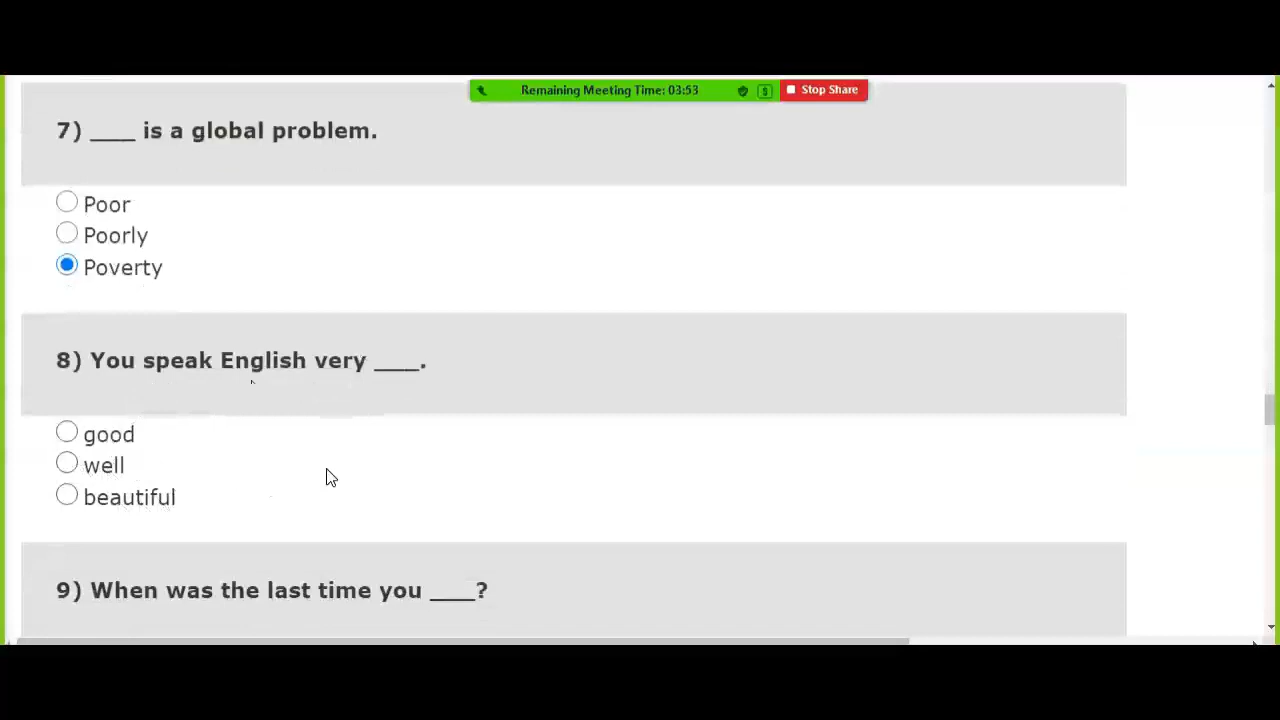 Remaining Meeting Time: 03:53
Stop Share
7) ____ is a global problem.
Poor
Poorly
Poverty
8) You speak English very ____.
good
well
beautiful
9) When was the last time you ____?